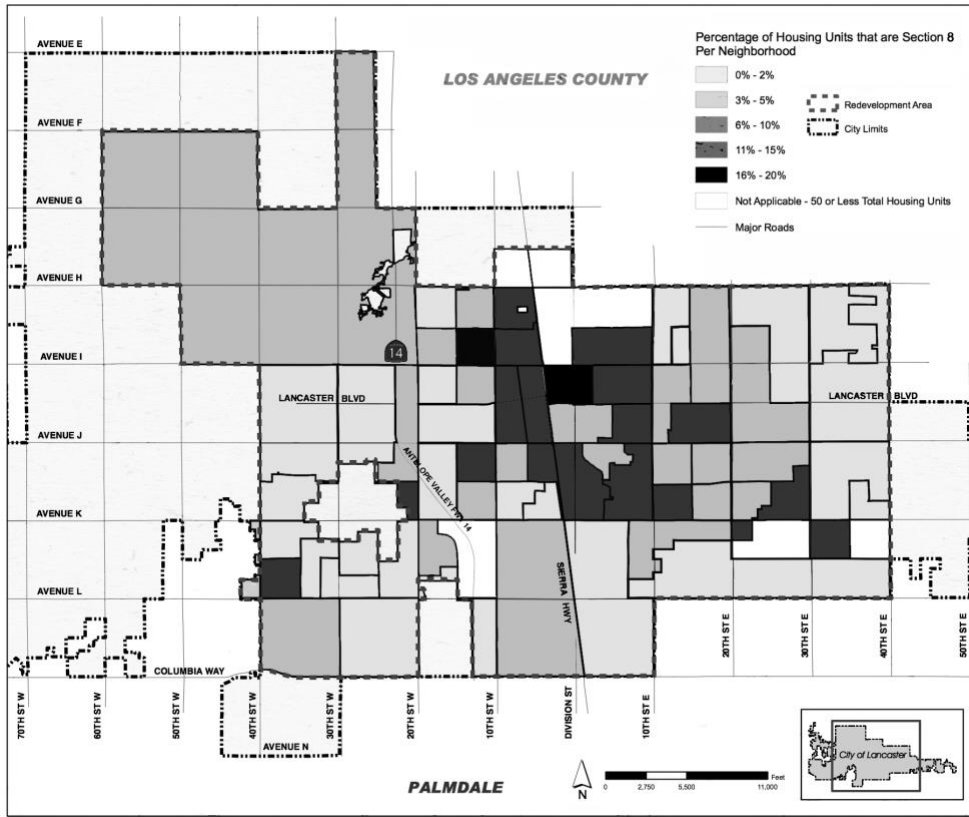 Percentage of Housing Units that are Section 8
Per Neighborhood
0% - 2%
3% - 5%
6% - 10%
11% - 15%
16% - 20%
Not Applicable - 50 or Less Total Housing Units
Major Roads
Redevelopment Area
City Limits
LOS ANGELES COUNTY
AVENUE E
AVENUE F
AVENUE G
AVENUE H
AVENUE I
14
LANCASTER BLVD
LANCASTER BLVD
AVENUE J
ANTELOPE VALLEY FWY 14
AVENUE K
SIERRA HWY
AVENUE L
COLUMBIA WAY
70TH ST W
60TH ST W
50TH ST W
40TH ST W
30TH ST W
20TH ST W
10TH ST W
DIVISION ST
10TH ST E
20TH ST E
30TH ST E
40TH ST E
50TH ST E
AVENUE N
PALMDALE
N
Feet
0 2,750 5,500 11,000
City of Lancaster